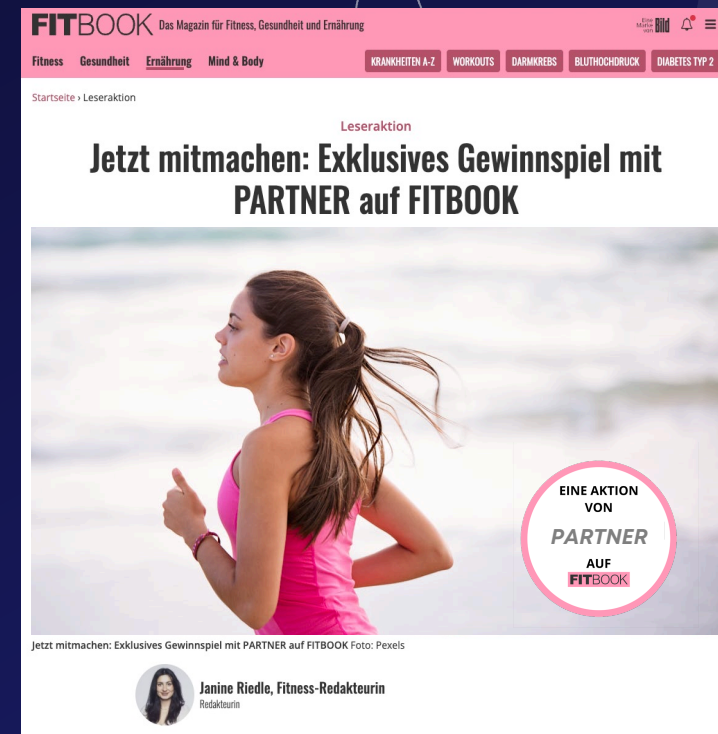 FITBOOK Das Magazin für Fitness, Gesundheit und Ernährung
Eine Marke von Bild
Fitness Gesundheit Ernährung Mind & Body
KRANKHEITEN A-Z WORKOUTS DARMKREBS BLUTHOCHDRUCK DIABETES TYP 2
Startseite › Leseraktion
Leseraktion
Jetzt mitmachen: Exklusives Gewinnspiel mit
PARTNER auf FITBOOK
EINE AKTION
VON
PARTNER
AUF
FITBOOK
Jetzt mitmachen: Exklusives Gewinnspiel mit PARTNER auf FITBOOK Foto: Pexels
Janine Riedle, Fitness-Redakteurin
Redakteurin